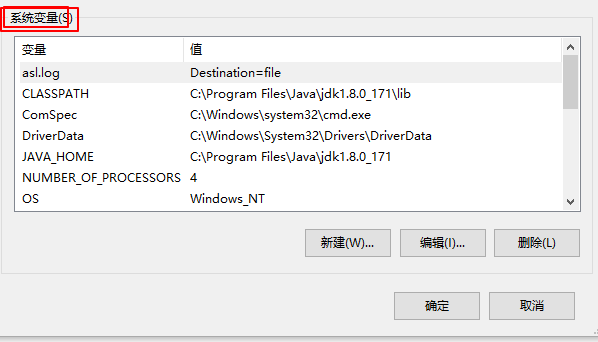 系统变量(S)
变量 值
asl.log Destination=file
CLASSPATH C:\Program Files\Java\jdk1.8.0_171\lib
ComSpec C:\Windows\system32\cmd.exe
DriverData C:\Windows\System32\Drivers\DriverData
JAVA_HOME C:\Program Files\Java\jdk1.8.0_171
NUMBER_OF_PROCESSORS 4
OS Windows_NT
新建(W)... 编辑(I)... 删除(L)
确定 取消